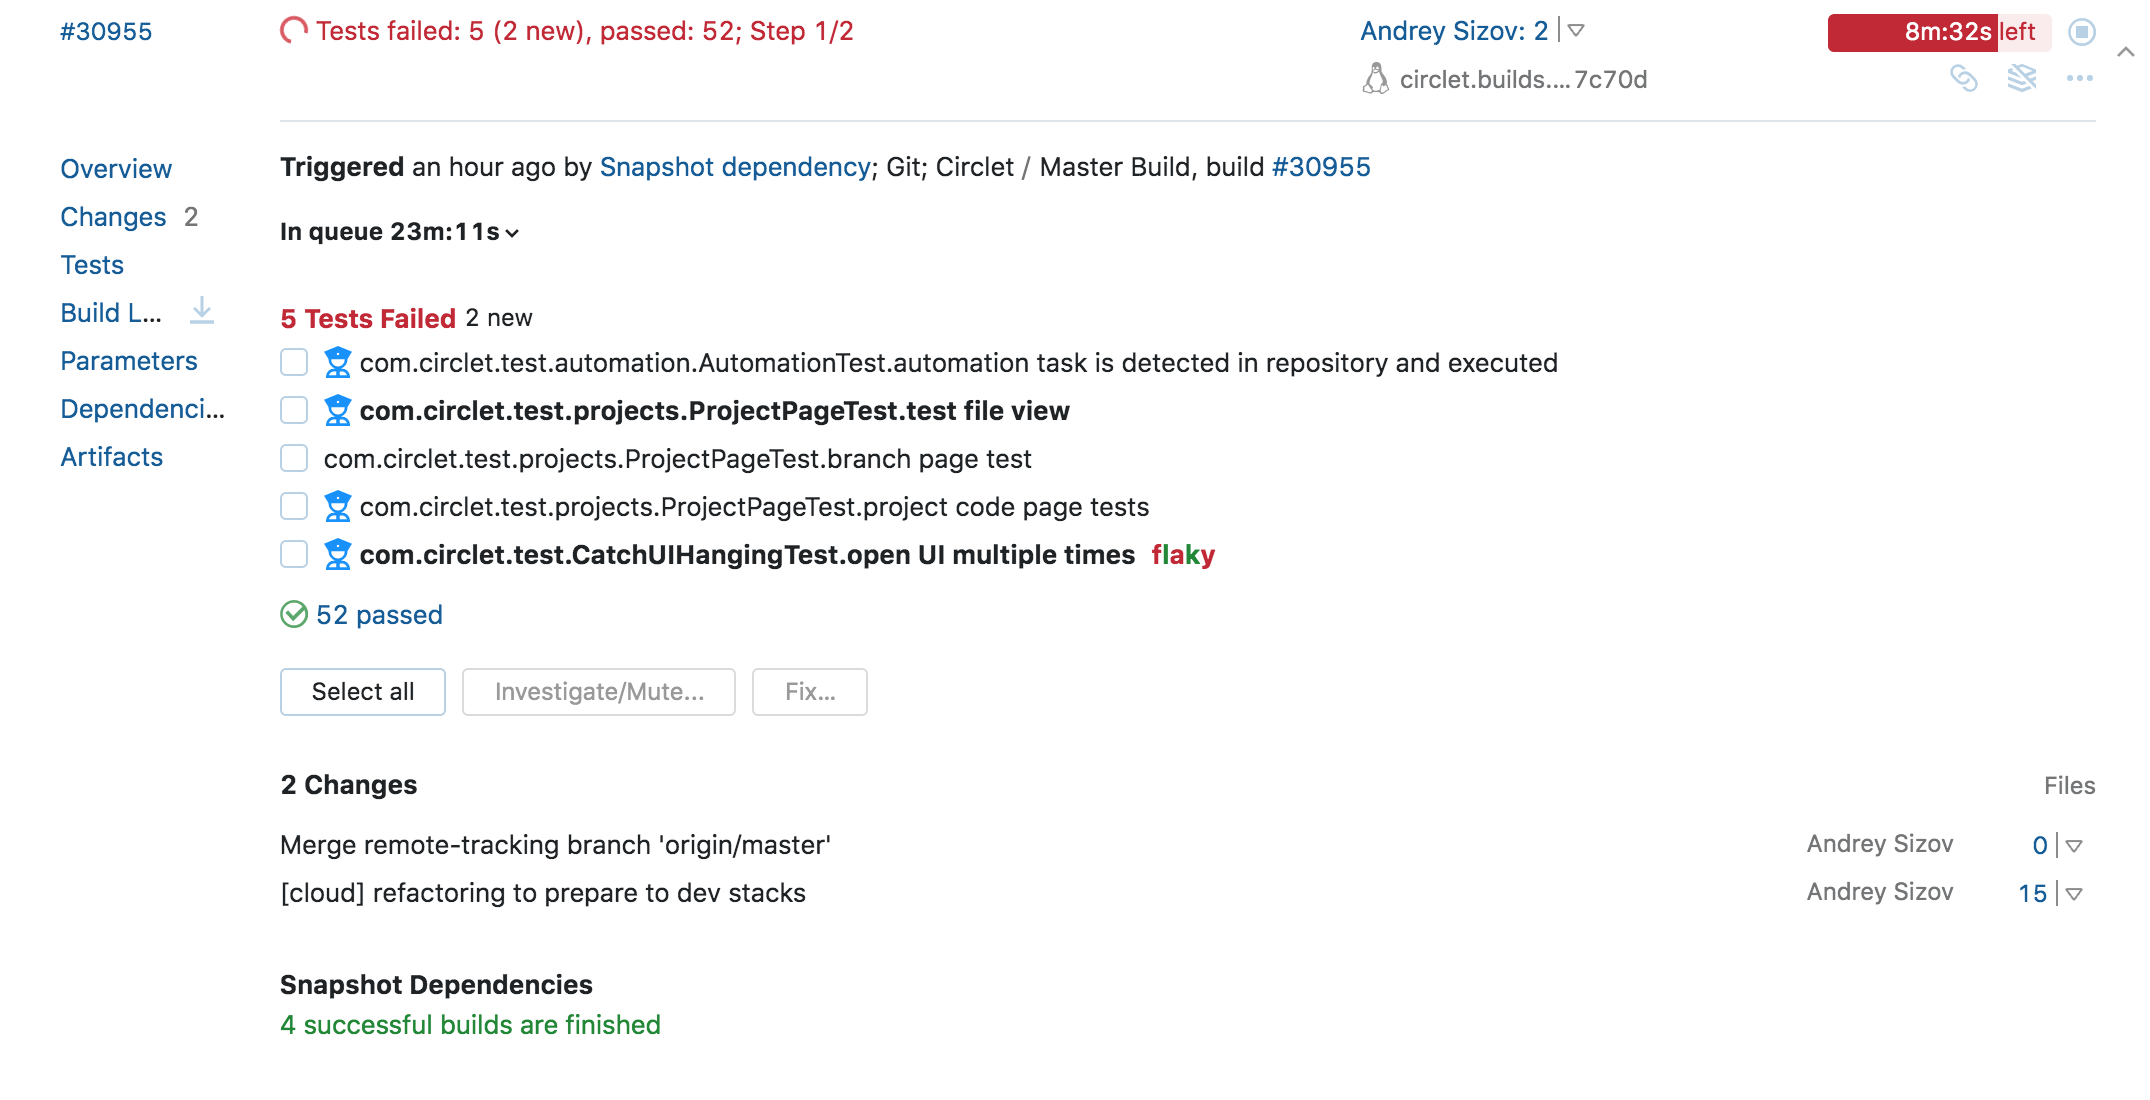 #30955
Tests failed: 5 (2 new), passed: 52; Step 1/2
Andrey Sizov: 2
8m:32s left
circlet.builds.... 7c70d
Overview
Changes 2
Tests
Build L...
Parameters
Dependenci...
Artifacts
Triggered an hour ago by Snapshot dependency; Git; Circlet / Master Build, build #30955
In queue 23m:11s
5 Tests Failed 2 new
com.circlet.test.automation.AutomationTest.automation task is detected in repository and executed
com.circlet.test.projects.ProjectPageTest.test file view
com.circlet.test.projects.ProjectPageTest.branch page test
com.circlet.test.projects.ProjectPageTest.project code page tests
com.circlet.test.CatchUIHangingTest.open UI multiple times flaky
52 passed
Select all
Investigate/Mute...
Fix...
2 Changes
Files
Merge remote-tracking branch 'origin/master'
Andrey Sizov
0
[cloud] refactoring to prepare to dev stacks
Andrey Sizov
15
Snapshot Dependencies
4 successful builds are finished